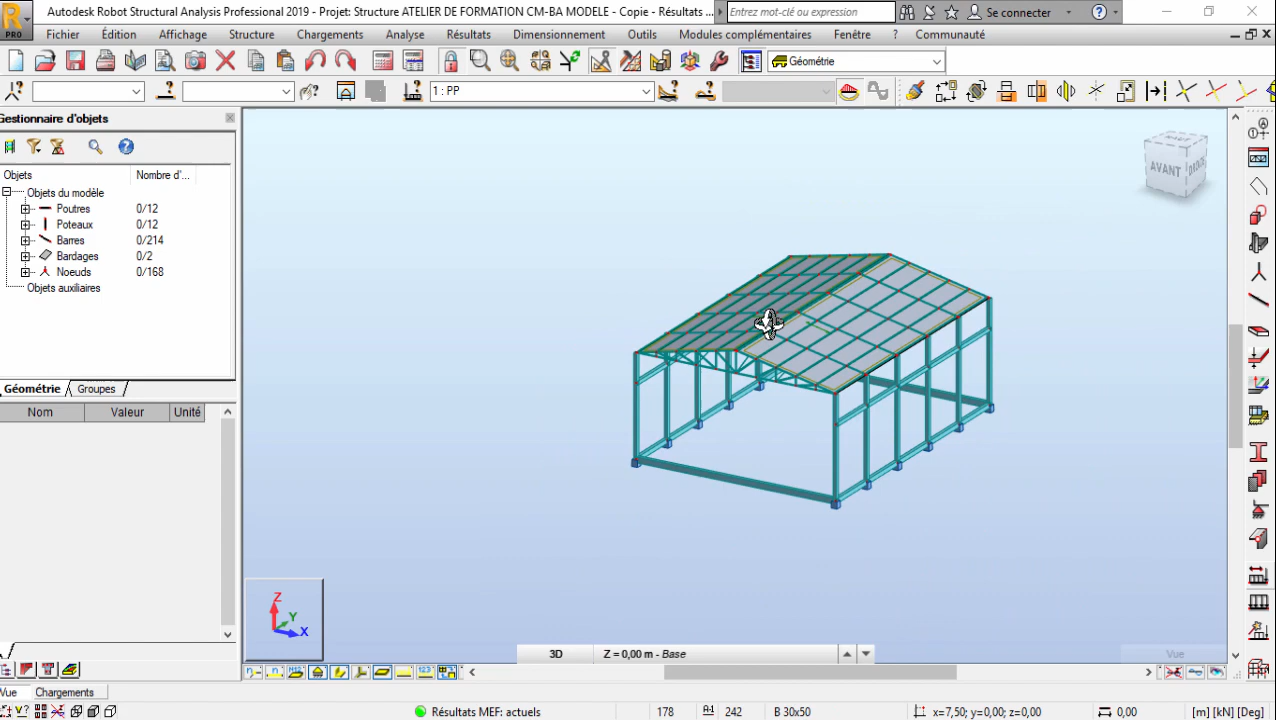 Autodesk Robot Structural Analysis Professional 2019 - Projet: Structure ATELIER DE FORMATION CM-BA MODELE - Copie - Résultats ...
Entrez mot-clé ou expression
Se connecter
PRO
Fichier Édition Affichage Structure Chargements Analyse Résultats Dimensionnement Outils Modules complémentaires Fenêtre ? Communauté
Géométrie
1 : PP
Gestionnaire d'objets
Objets Nombre d'...
Objets du modèle
Poutres 0/12
Poteaux 0/12
Barres 0/214
Bardages 0/2
Noeuds 0/168
Objets auxiliaires
Géométrie Groupes
Nom Valeur Unité
AVANT
Z
Y
X
3D Z = 0,00 m - Base
Vue
Vue Chargements
Résultats MEF: actuels 178 242 B 30x50 x=7,50; y=0,00; z=0,00 0,00 [m] [kN] [Deg]